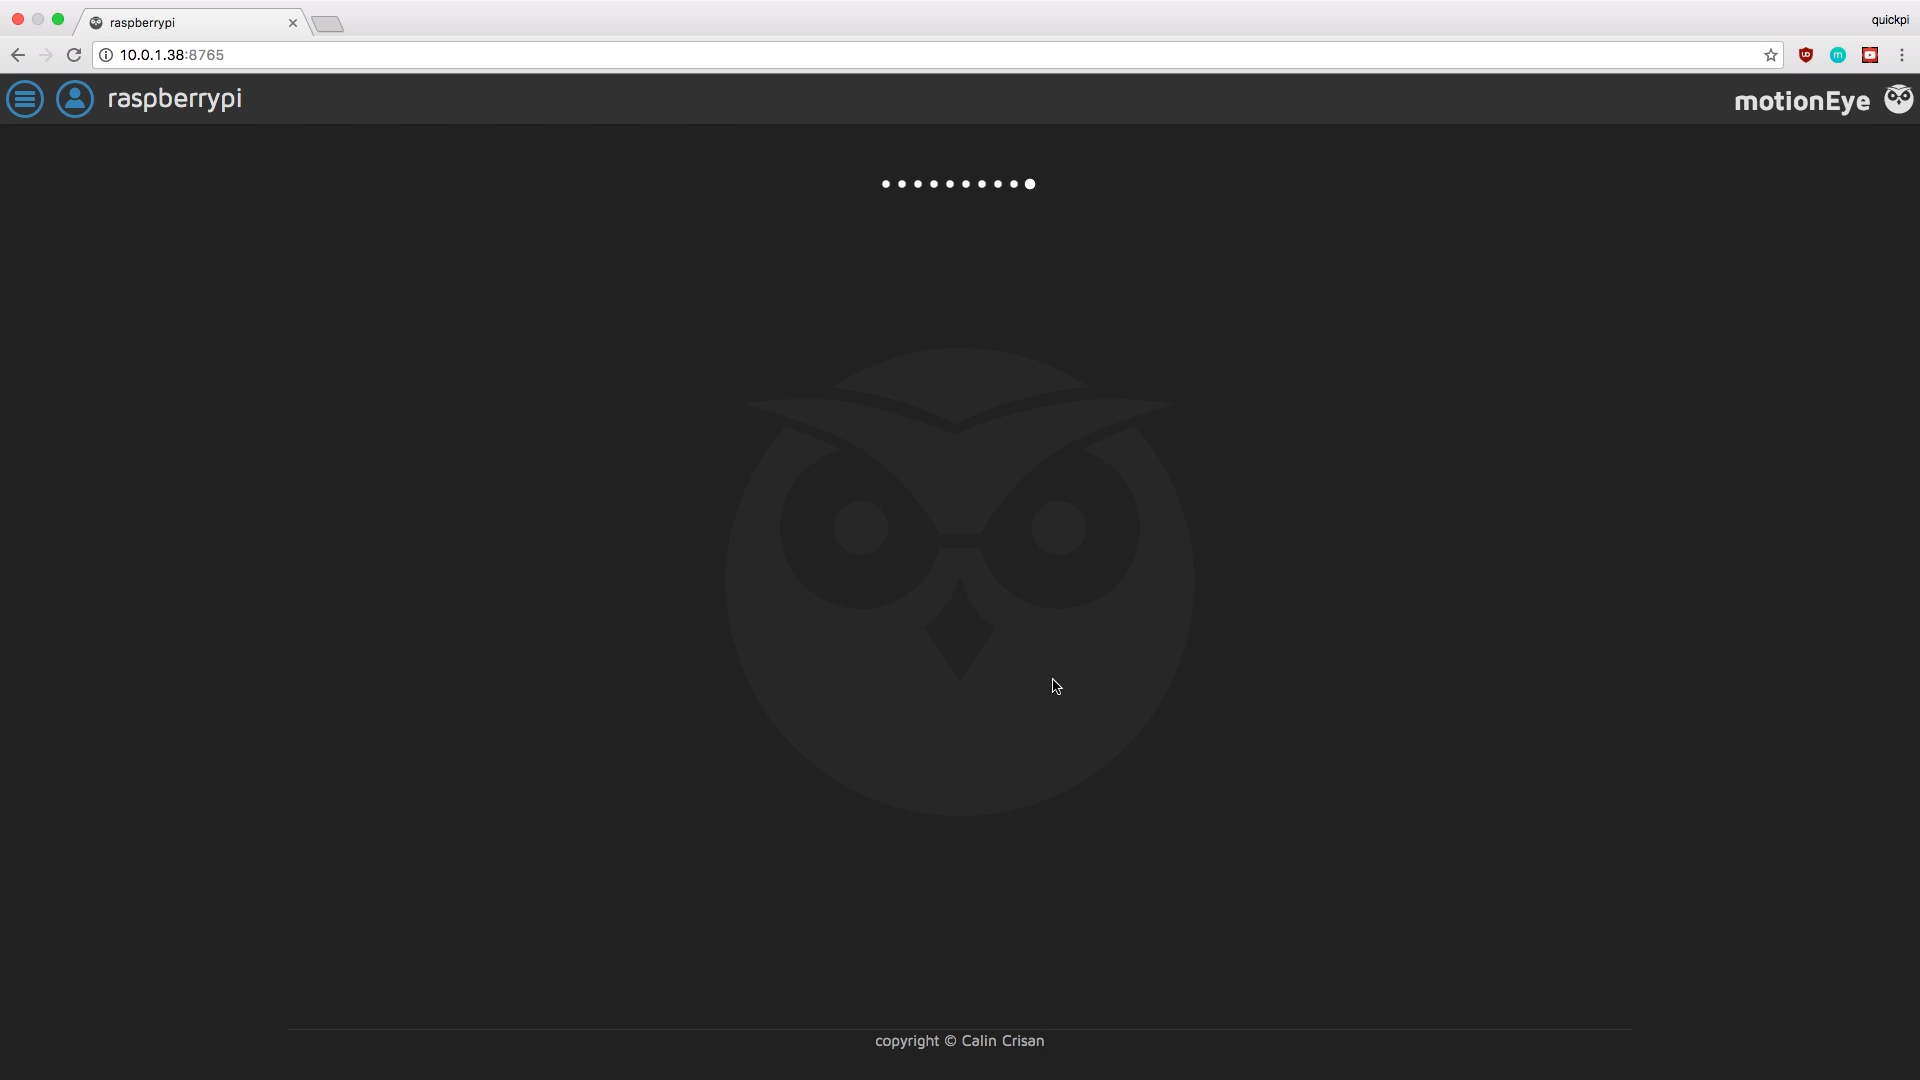 raspberrypi
quickpi
10.0.1.38:8765
raspberrypi
motionEye
copyright © Calin Crisan